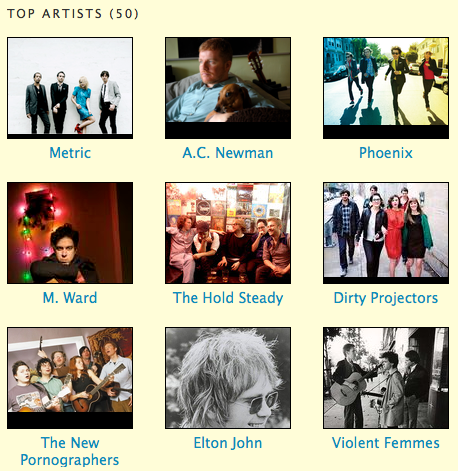 TOP ARTISTS (50)
Metric
A.C. Newman
Phoenix
M. Ward
The Hold Steady
Dirty Projectors
The New
Pornographers
Elton John
Violent Femmes